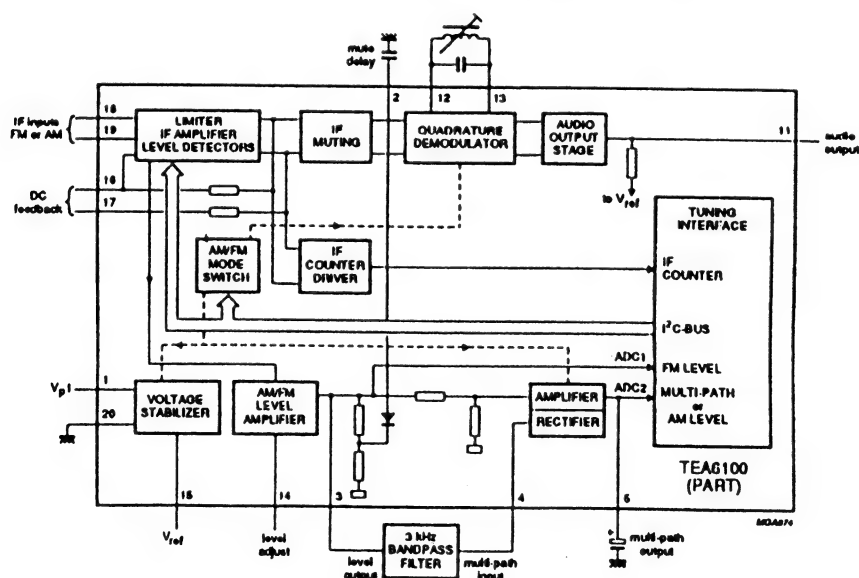 mute
delay
2
12
13
18
IF inputs
FM or AM
19
LIMITER
IF AMPLIFIER
LEVEL DETECTORS
IF
MUTING
QUADRATURE
DEMODULATOR
AUDIO
OUTPUT
STAGE
11
audio
output
to Vref
16
DC
feedback
17
TUNING
INTERFACE
AM/FM
MODE
SWITCH
IF
COUNTER
DRIVER
IF
COUNTER
I²C-BUS
ADC1
FM LEVEL
Vp1
1
20
VOLTAGE
STABILIZER
AM/FM
LEVEL
AMPLIFIER
AMPLIFIER
RECTIFIER
ADC2
MULTI-PATH
or
AM LEVEL
TEA6100
(PART)
15
14
3
4
5
MGA874
Vref
level
adjust
level
output
3 kHz
BANDPASS
FILTER
multi-path
input
+
multi-path
output